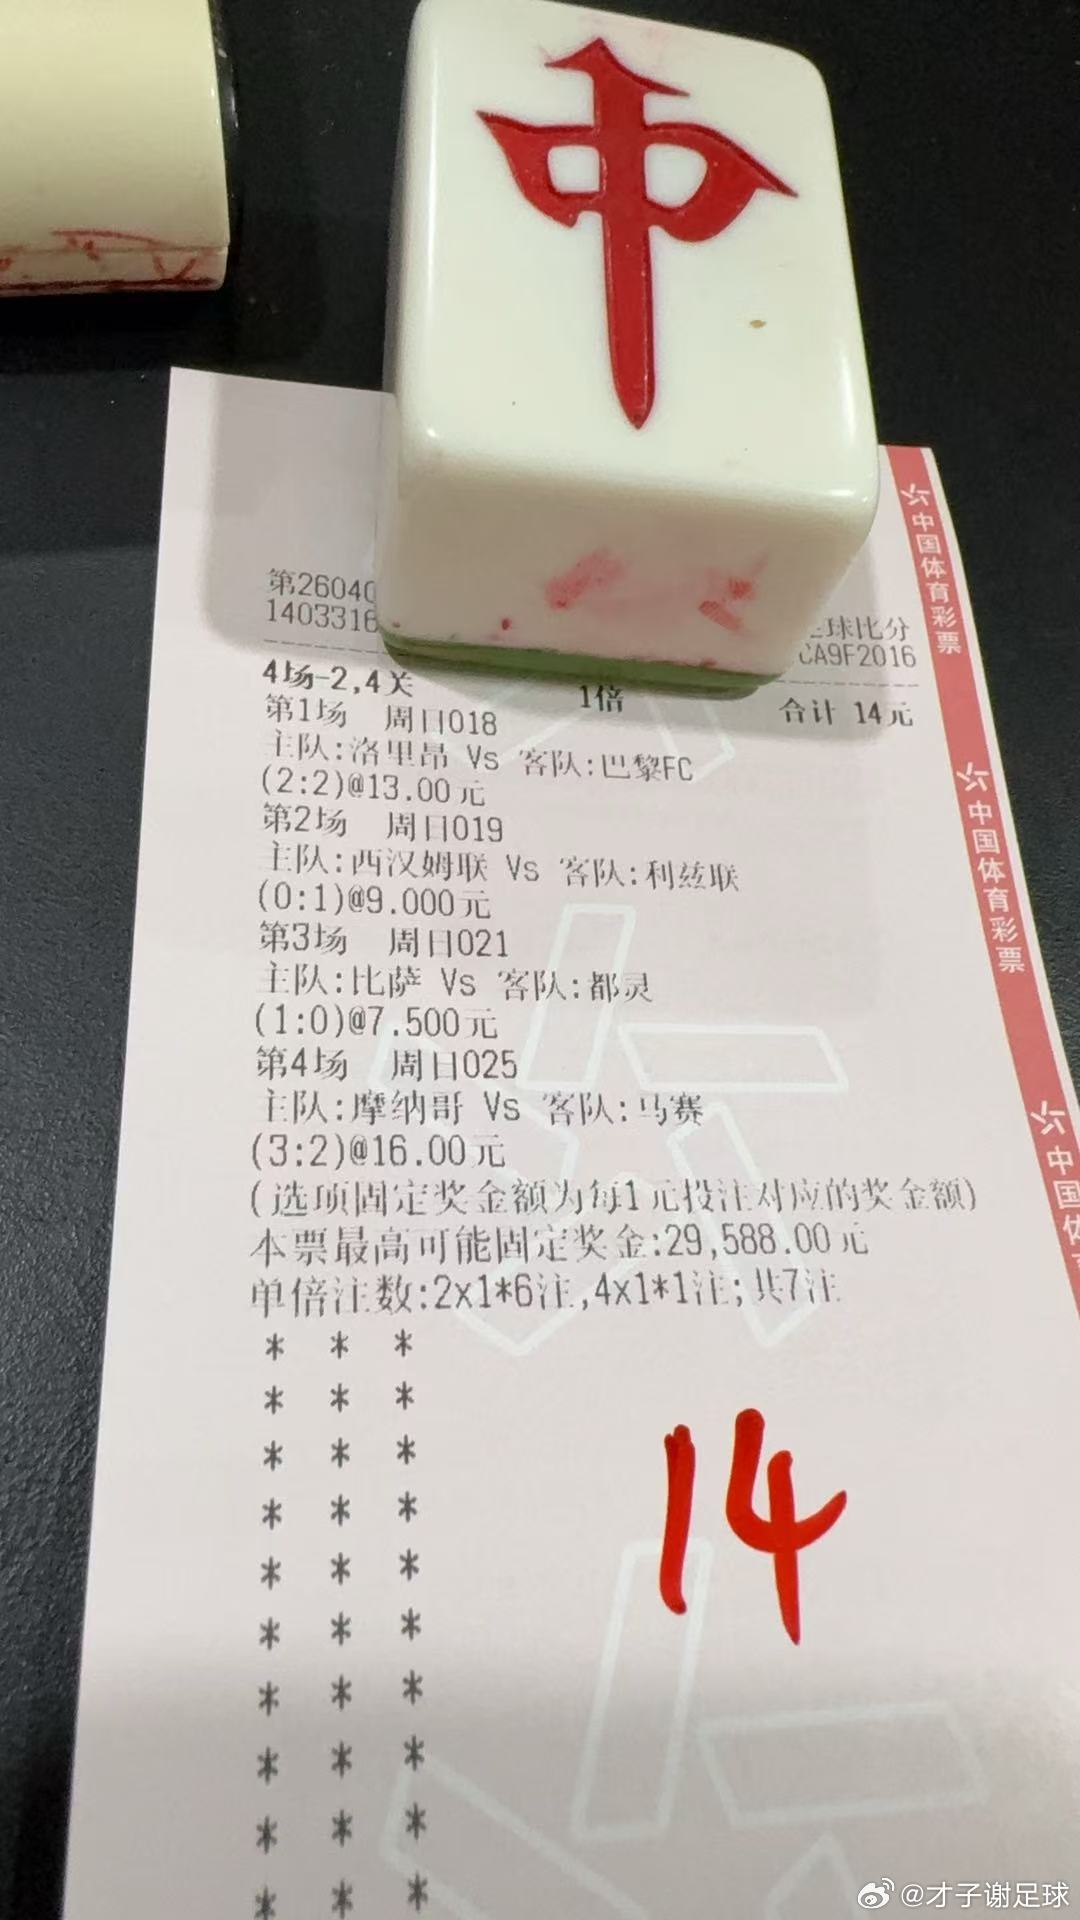 中
第26040
1403316
足球比分
CA9F2016
4场-2,4关 1倍 合计 14元
第1场 周日018
主队:洛里昂 Vs 客队:巴黎FC
(2:2)@13.00元
第2场 周日019
主队:西汉姆联 Vs 客队:利兹联
(0:1)@9.000元
第3场 周日021
主队:比萨 Vs 客队:都灵
(1:0)@7.500元
第4场 周日025
主队:摩纳哥 Vs 客队:马赛
(3:2)@16.00元
(选项固定奖金额为每1元投注对应的奖金额)
本票最高可能固定奖金:29,588.00元
单倍注数:2x1*6注,4x1*1注;共7注
* * *
* * *
* * *
* * *
* * *
* * *
* * *
* * *
* * *
* * *
14
中国体育彩票
中国体育彩票
中国体
@才子谢足球